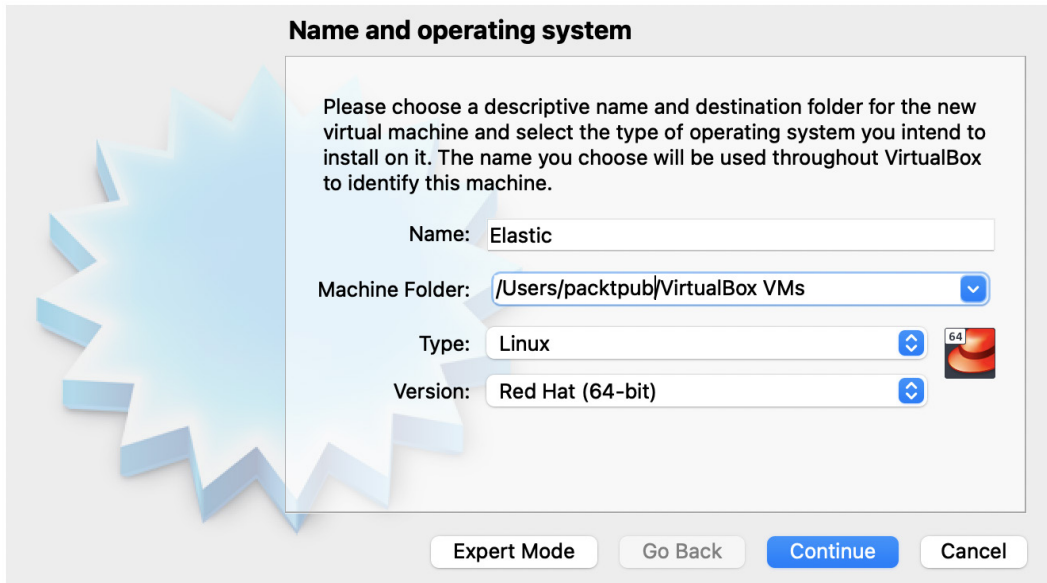 Name and operating system
Please choose a descriptive name and destination folder for the new
virtual machine and select the type of operating system you intend to
install on it. The name you choose will be used throughout VirtualBox
to identify this machine.
Name: Elastic
Machine Folder: /Users/packtpub/VirtualBox VMs
Type: Linux
64
Version: Red Hat (64-bit)
Expert Mode Go Back Continue Cancel